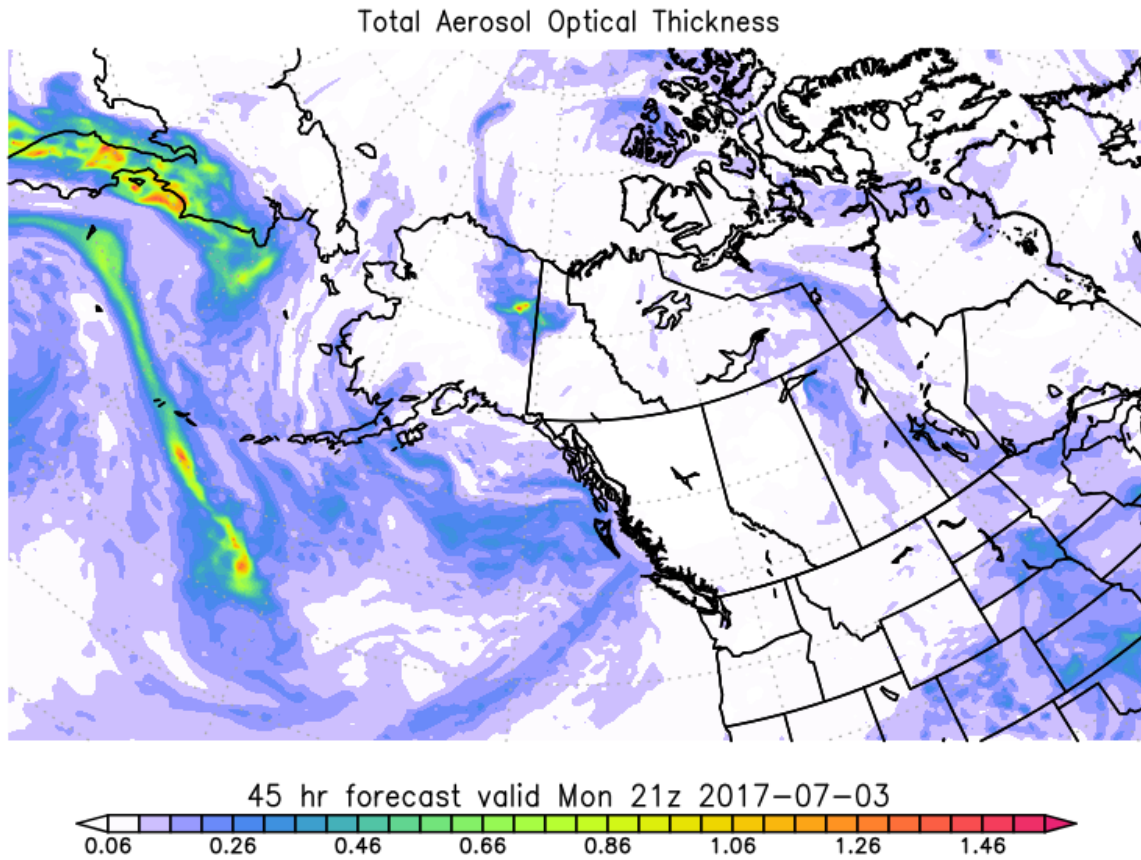 Total Aerosol Optical Thickness
45 hr forecast valid Mon 21z 2017-07-03
0.06 0.26 0.46 0.66 0.86 1.06 1.26 1.46